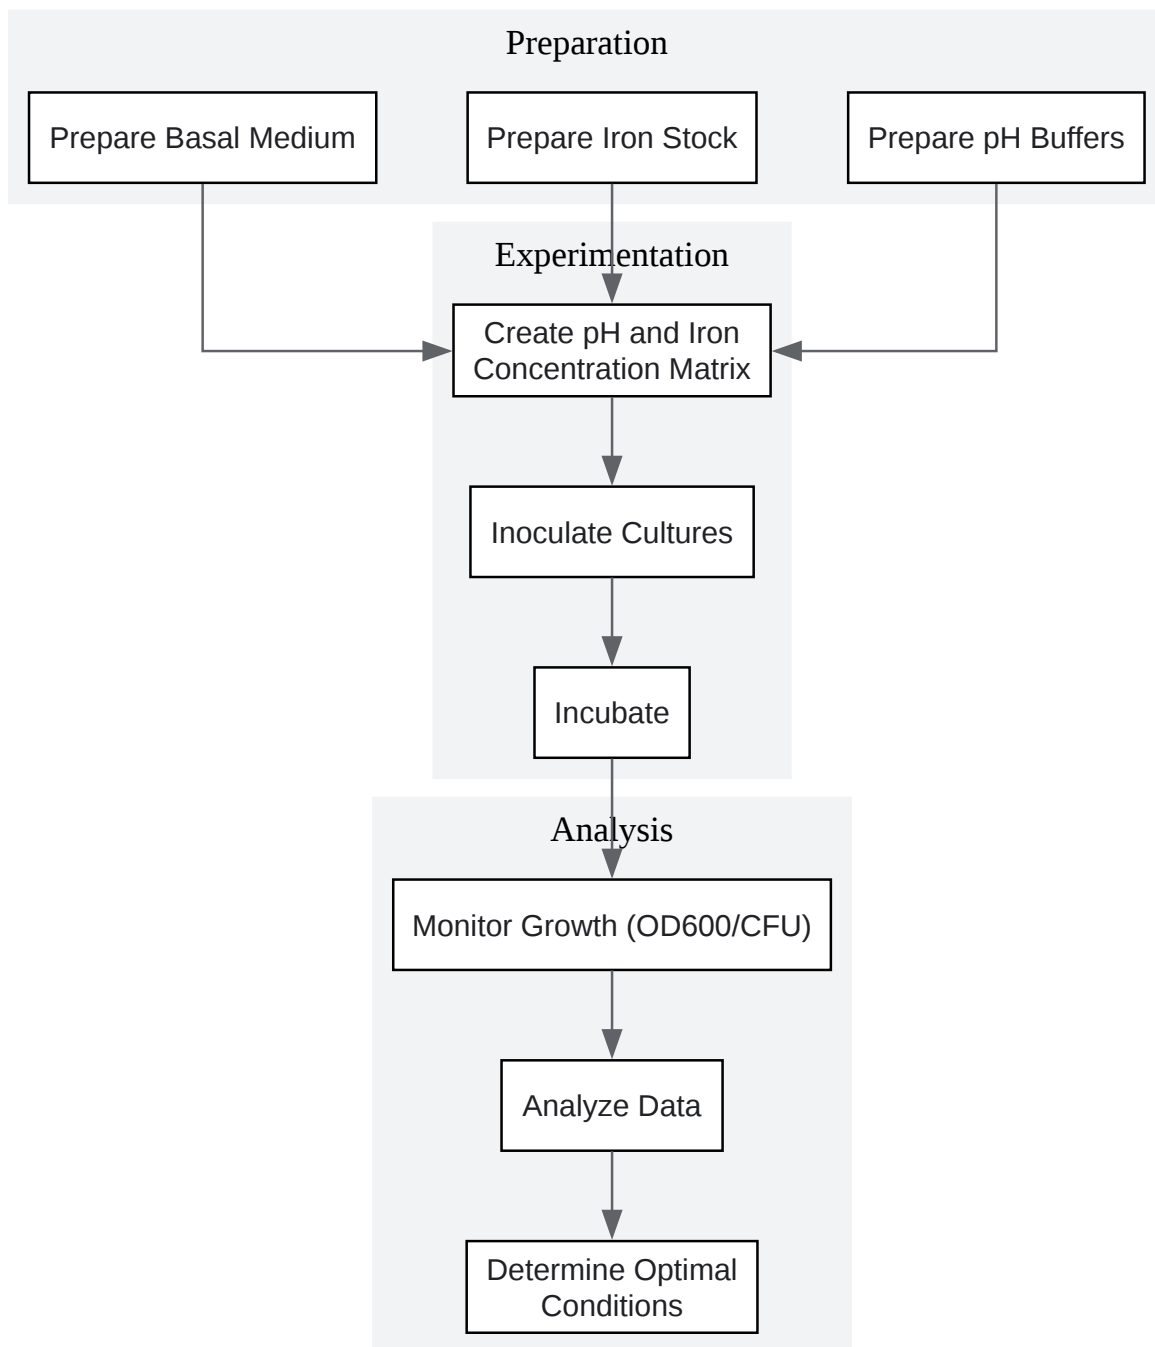 Preparation
Prepare Basal Medium
Prepare Iron Stock
Prepare pH Buffers
Experimentation
Create pH and Iron
Concentration Matrix
Inoculate Cultures
Incubate
Analysis
Monitor Growth (OD600/CFU)
Analyze Data
Determine Optimal
Conditions